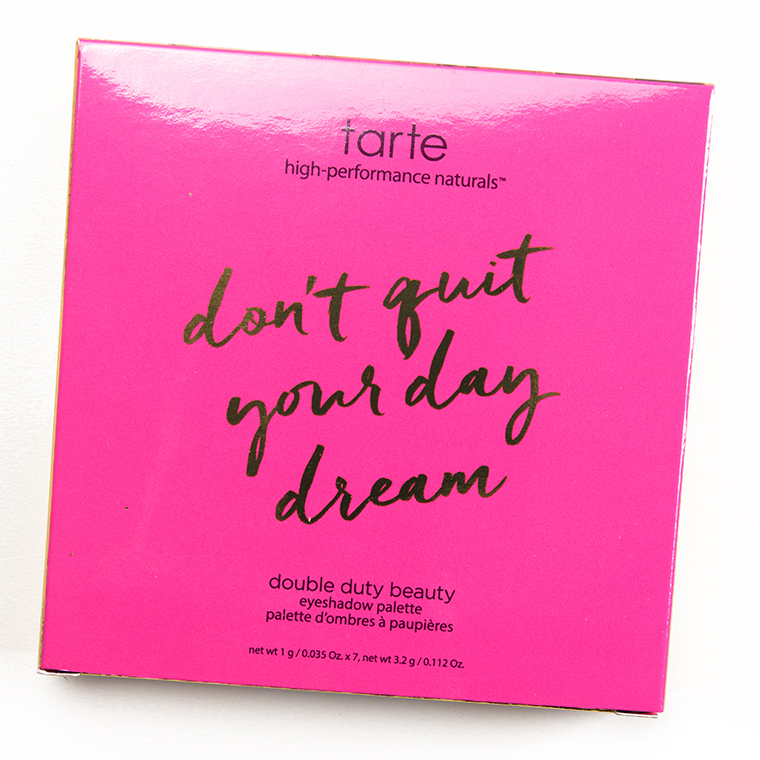 tarte
high-performance naturals™
don't quit
your day
dream
double duty beauty
eyeshadow palette
palette d'ombres à paupières
net wt 1 g / 0.035 Oz. x 7, net wt 3.2 g / 0.112 Oz.